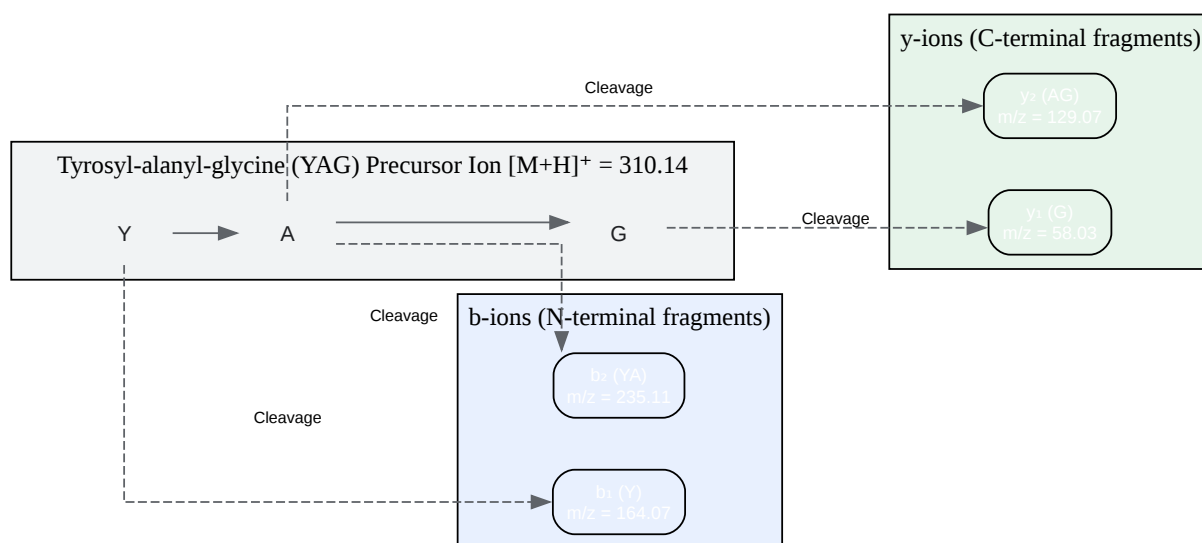 y-ions (C-terminal fragments)
y₂ (AG)
m/z = 129.07
Cleavage
Tyrosyl-alanyl-glycine (YAG) Precursor Ion [M+H]⁺ = 310.14
Y
A
G
Cleavage
y₁ (G)
m/z = 58.03
Cleavage
b-ions (N-terminal fragments)
b₂ (YA)
m/z = 235.11
Cleavage
b₁ (Y)
m/z = 164.07